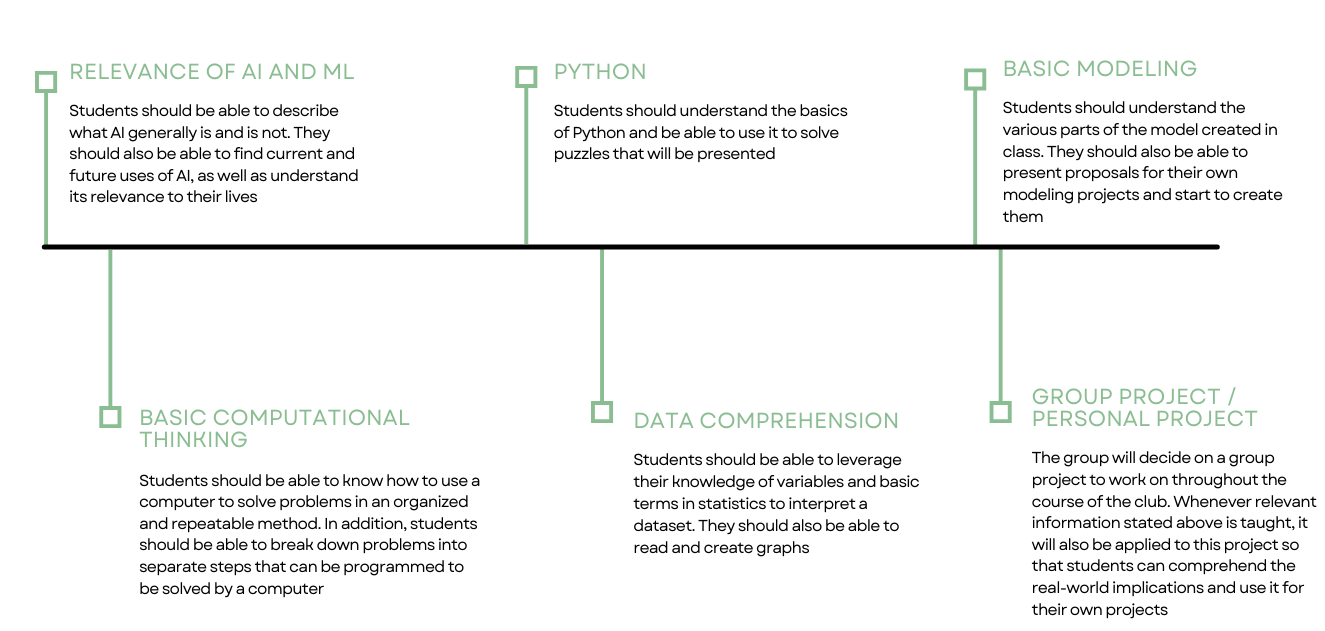 RELEVANCE OF AI AND ML
Students should be able to describe
what AI generally is and is not. They
should also be able to find current and
future uses of AI, as well as understand
its relevance to their lives
PYTHON
Students should understand the basics
of Python and be able to use it to solve
puzzles that will be presented
BASIC MODELING
Students should understand the
various parts of the model created in
class. They should also be able to
present proposals for their own
modeling projects and start to create
them
BASIC COMPUTATIONAL
THINKING
Students should be able to know how to use a
computer to solve problems in an organized
and repeatable method. In addition, students
should be able to break down problems into
separate steps that can be programmed to
be solved by a computer
DATA COMPREHENSION
Students should be able to leverage
their knowledge of variables and basic
terms in statistics to interpret a
dataset. They should also be able to
read and create graphs
GROUP PROJECT /
PERSONAL PROJECT
The group will decide on a group
project to work on throughout the
course of the club. Whenever relevant
information stated above is taught, it
will also be applied to this project so
that students can comprehend the
real-world implications and use it for
their own projects